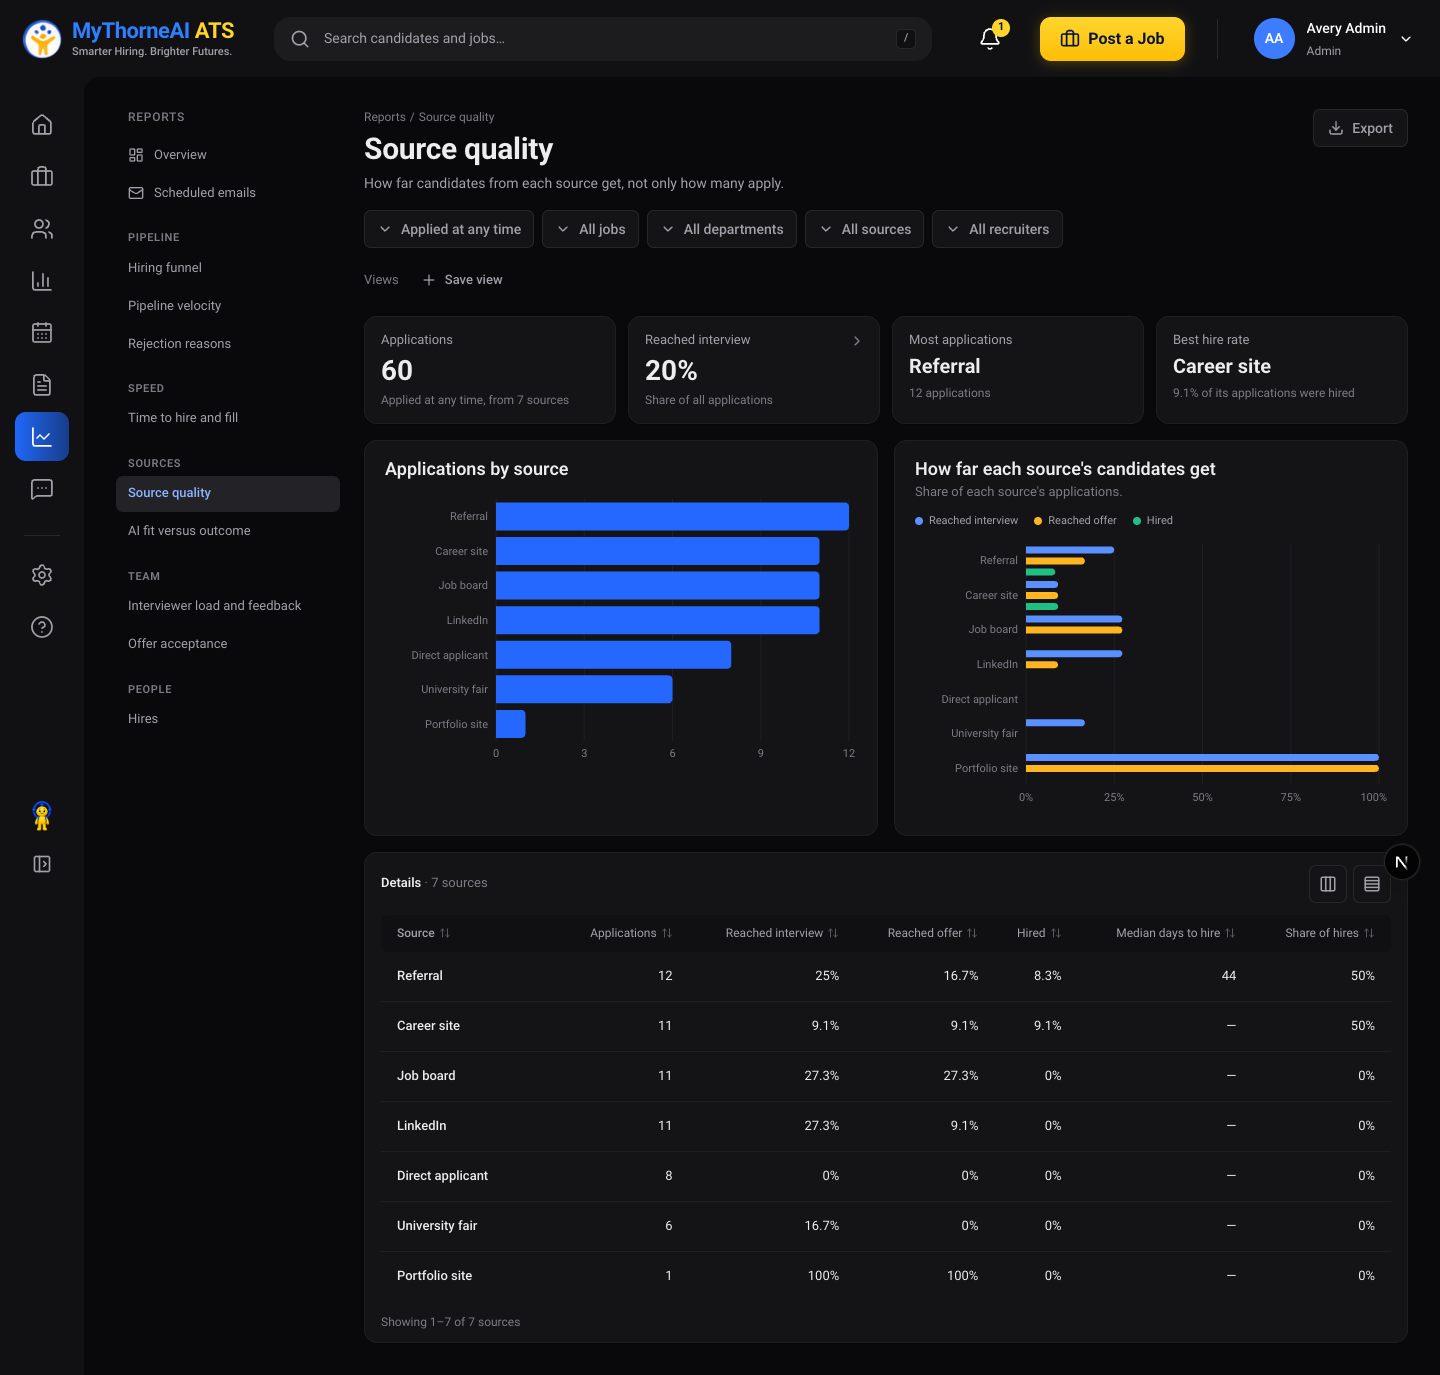 MyThorneAI ATS
Smarter Hiring. Brighter Futures.
Search candidates and jobs...
/
1
Post a Job
AA
Avery Admin
Admin
REPORTS
Overview
Scheduled emails
PIPELINE
Hiring funnel
Pipeline velocity
Rejection reasons
SPEED
Time to hire and fill
SOURCES
Source quality
AI fit versus outcome
TEAM
Interviewer load and feedback
Offer acceptance
PEOPLE
Hires
Reports / Source quality
Source quality
How far candidates from each source get, not only how many apply.
Export
Applied at any time
All jobs
All departments
All sources
All recruiters
Views
Save view
Applications
60
Applied at any time, from 7 sources
Reached interview
20%
Share of all applications
Most applications
Referral
12 applications
Best hire rate
Career site
9.1% of its applications were hired
Applications by source
Referral
Career site
Job board
LinkedIn
Direct applicant
University fair
Portfolio site
0 3 6 9 12
How far each source's candidates get
Share of each source's applications.
Reached interview Reached offer Hired
Referral
Career site
Job board
LinkedIn
Direct applicant
University fair
Portfolio site
0% 25% 50% 75% 100%
N
Details · 7 sources
Source Applications Reached interview Reached offer Hired Median days to hire Share of hires
Referral 12 25% 16.7% 8.3% 44 50%
Career site 11 9.1% 9.1% 9.1% — 50%
Job board 11 27.3% 27.3% 0% — 0%
LinkedIn 11 27.3% 9.1% 0% — 0%
Direct applicant 8 0% 0% 0% — 0%
University fair 6 16.7% 0% 0% — 0%
Portfolio site 1 100% 100% 0% — 0%
Showing 1–7 of 7 sources